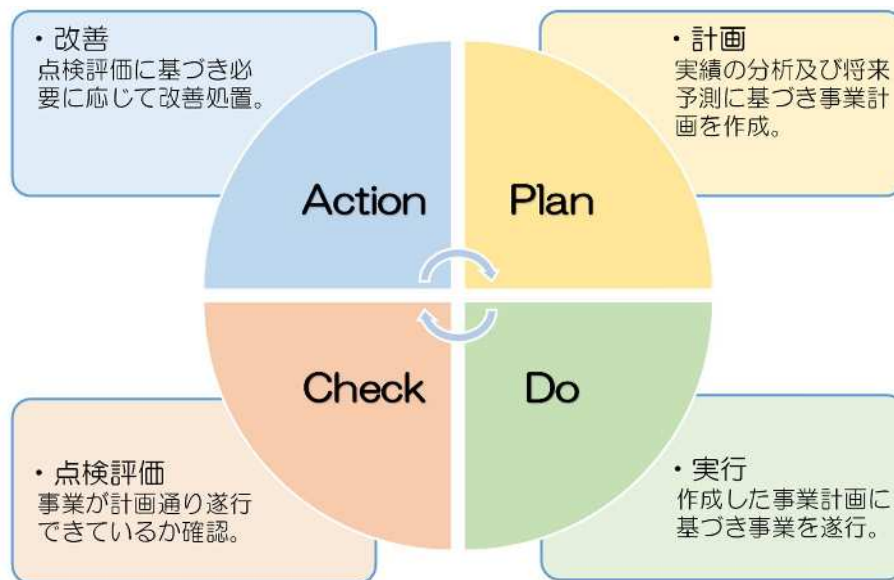 ・改善
点検評価に基づき必
要に応じて改善処置。
・計画
実績の分析及び将来
予測に基づき事業計
画を作成。
Action
Plan
Check
Do
・点検評価
事業が計画通り遂行
できているか確認。
・実行
作成した事業計画に
基づき事業を遂行。